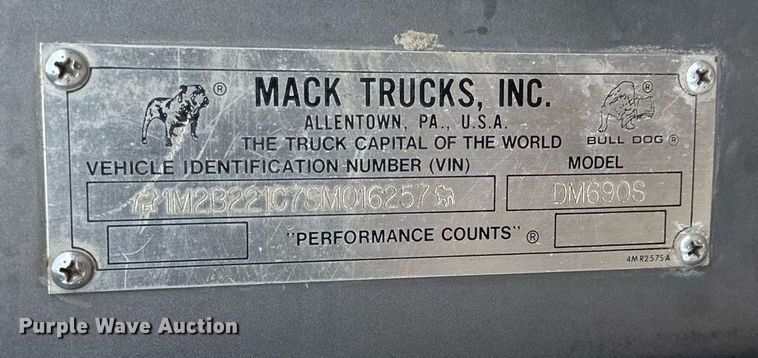 MACK TRUCKS, INC.
ALLENTOWN, PA., U.S.A.
THE TRUCK CAPITAL OF THE WORLD
BULL DOG ®
®
VEHICLE IDENTIFICATION NUMBER (VIN)
MODEL
1M2B221C7SM016257
DM690S
"PERFORMANCE COUNTS" ®
4MR2575A
Purple Wave Auction